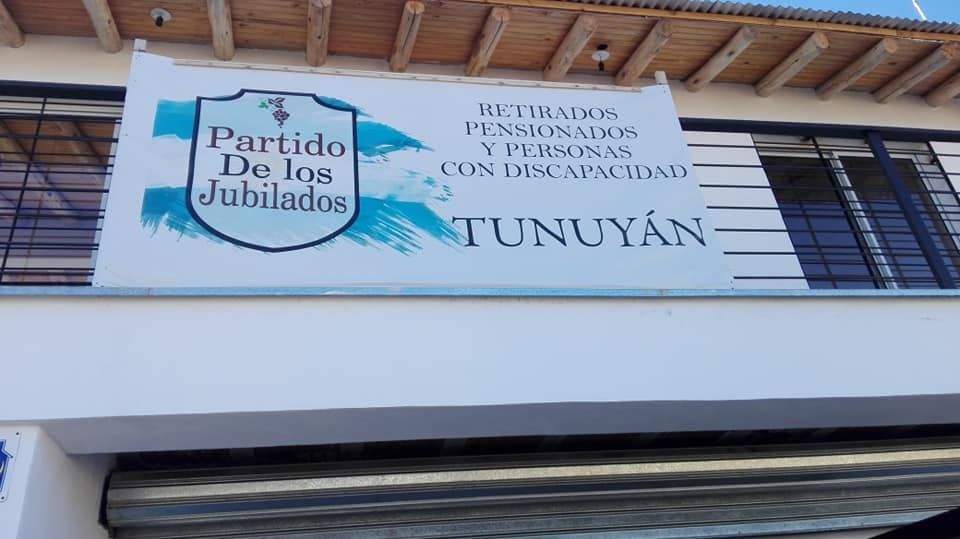 Partido
De los
Jubilados
RETIRADOS
PENSIONADOS
Y PERSONAS
CON DISCAPACIDAD
TUNUYÁN